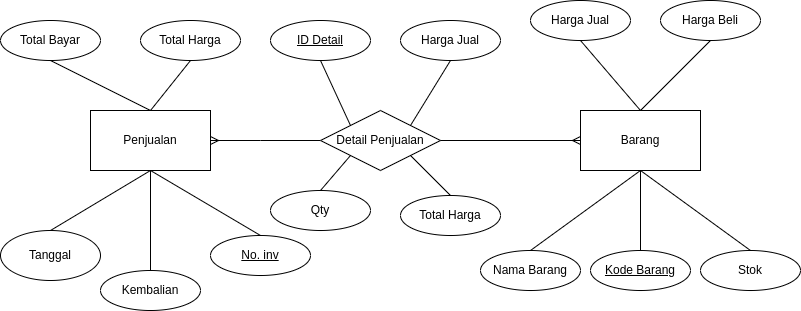 Total Bayar
Total Harga
ID Detail
Harga Jual
Harga Jual
Harga Beli
Penjualan
Detail Penjualan
Barang
Qty
Total Harga
Tanggal
Kembalian
No. inv
Nama Barang
Kode Barang
Stok